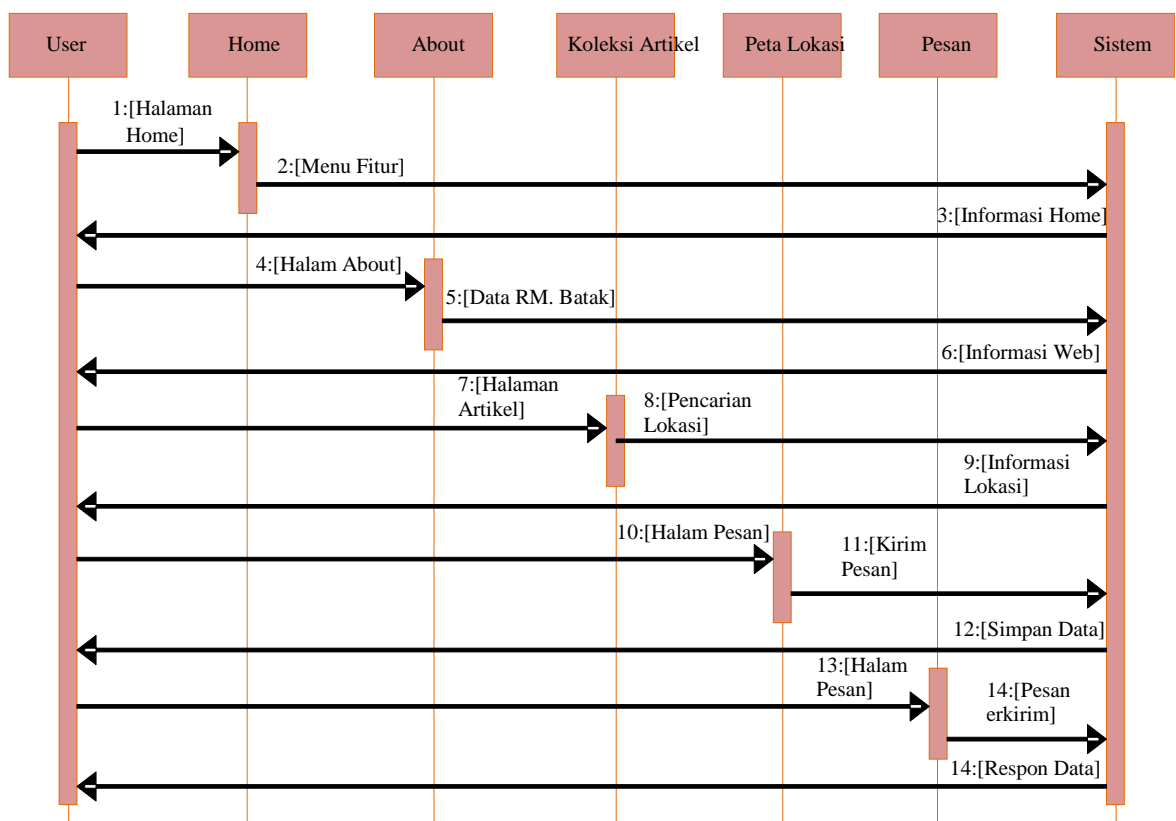 User
Home
About
Koleksi Artikel
Peta Lokasi
Pesan
Sistem
1:[Halaman
Home]
2:[Menu Fitur]
3:[Informasi Home]
4:[Halam About]
5:[Data RM. Batak]
6:[Informasi Web]
7:[Halaman
Artikel]
8:[Pencarian
Lokasi]
9:[Informasi
Lokasi]
10:[Halam Pesan]
11:[Kirim
Pesan]
12:[Simpan Data]
13:[Halam
Pesan]
14:[Pesan
erkirim]
14:[Respon Data]